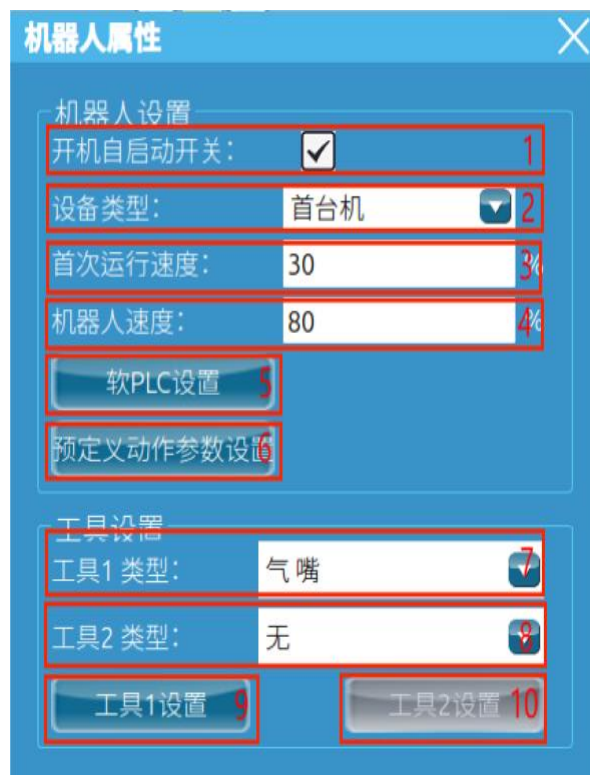 机器人属性
机器人设置
开机自启动开关： 1
设备类型： 首台机 2
首次运行速度： 30 % 3
机器人速度： 80 % 4
软PLC设置 5
预定义动作参数设置 6
工具设置
工具1 类型： 气嘴 7
工具2 类型： 无 8
工具1设置 9 工具2设置 10